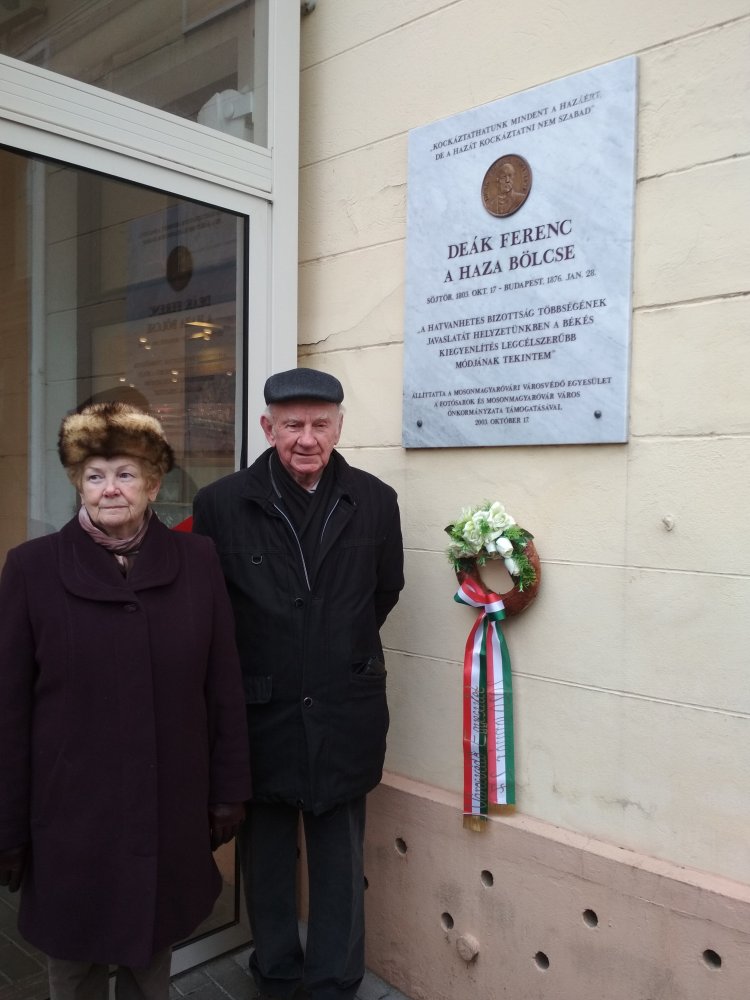 „KOCKÁZTATHATUNK MINDENT A HAZÁÉRT,
DE A HAZÁT KOCKÁZTATNI NEM SZABAD”
DEÁK FERENC
A HAZA BÖLCSE
SÖJTÖR, 1803. OKT. 17 - BUDAPEST, 1876. JAN. 28.
„A HATVANHETES BIZOTTSÁG TÖBBSÉGÉNEK
JAVASLATÁT HELYZETÜNKBEN A BÉKÉS
KIEGYENLÍTÉS LEGCÉLSZERŰBB
MÓDJÁNAK TEKINTEM”
ÁLLÍTTATTA A MOSONMAGYARÓVÁRI VÁROSVÉDŐ EGYESÜLET
A FOTÓSAROK ÉS MOSONMAGYARÓVÁR VÁROS
ÖNKORMÁNYZATA TÁMOGATÁSÁVAL
2003. OKTÓBER 17
Városvédő Egyesület